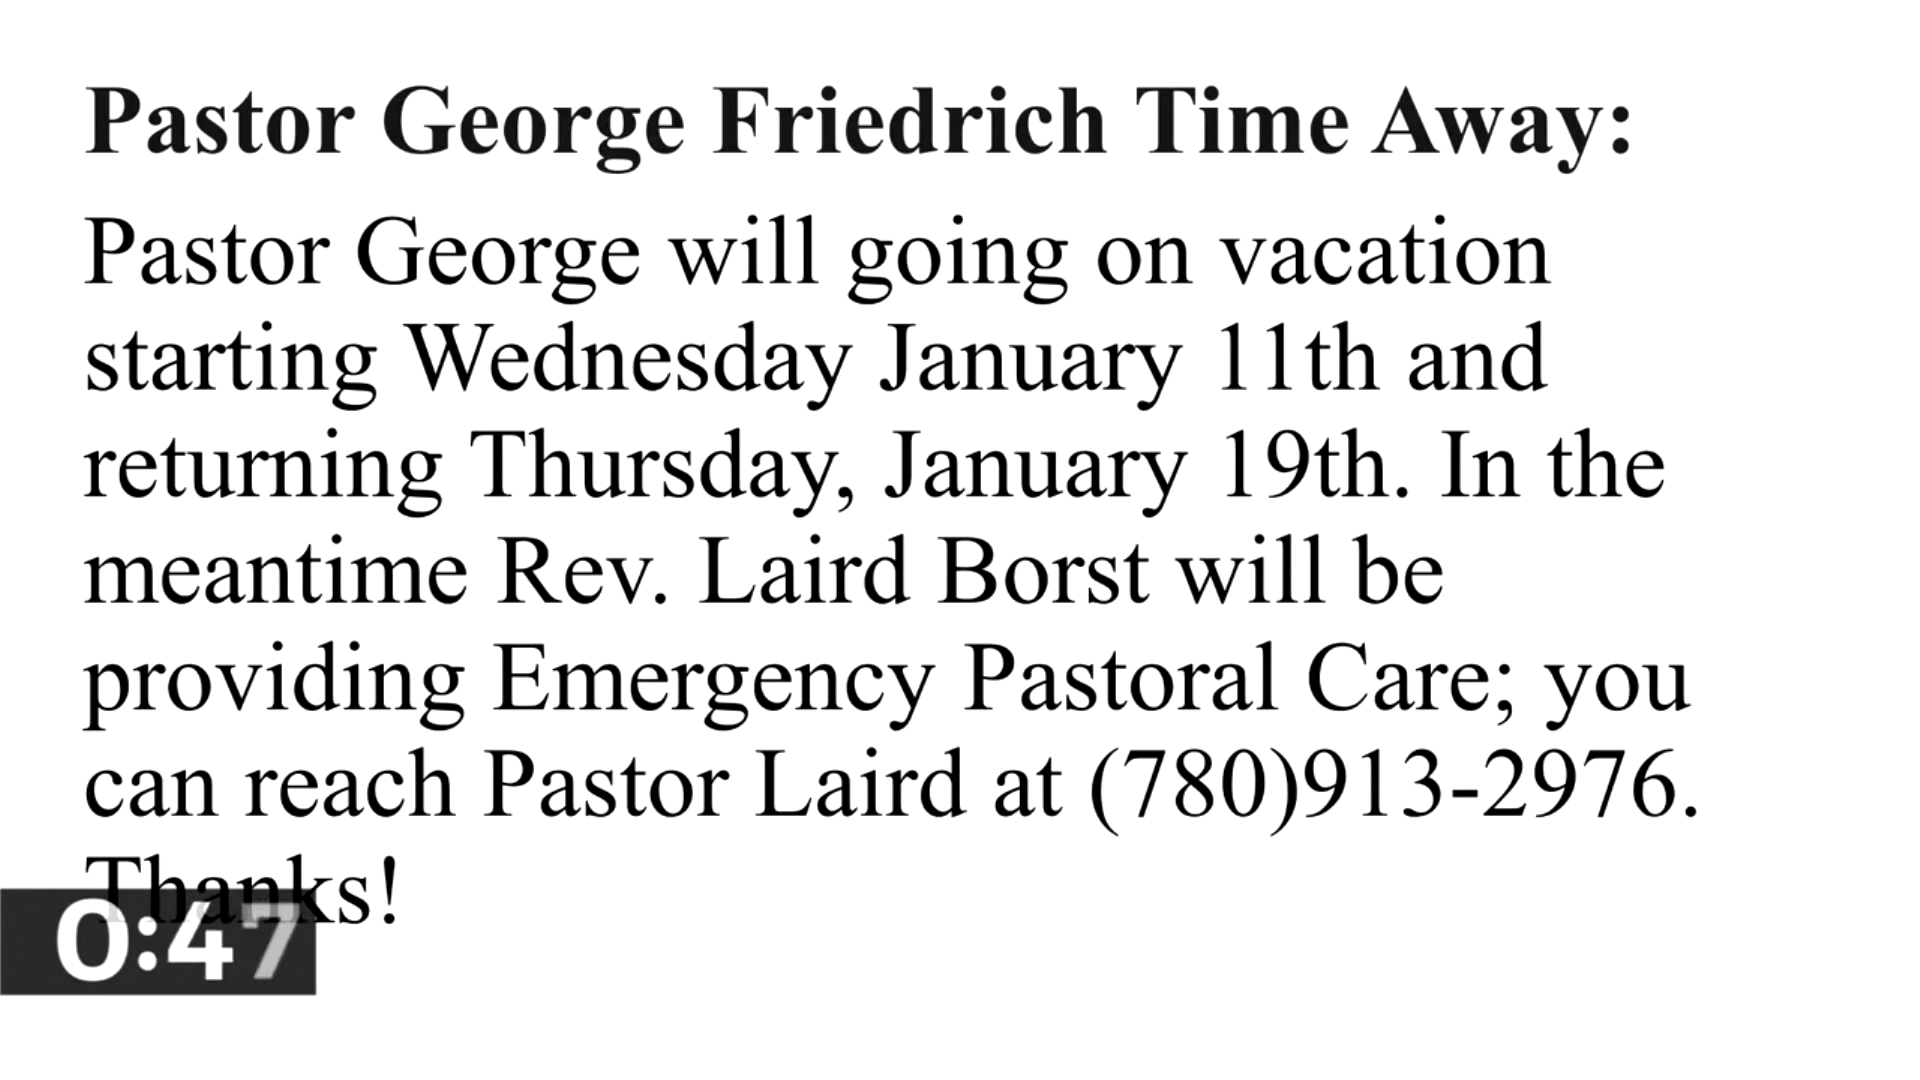 Pastor George Friedrich Time Away:
Pastor George will going on vacation
starting Wednesday January 11th and
returning Thursday, January 19th. In the
meantime Rev. Laird Borst will be
providing Emergency Pastoral Care; you
can reach Pastor Laird at (780)913-2976.
Thanks!
0:47